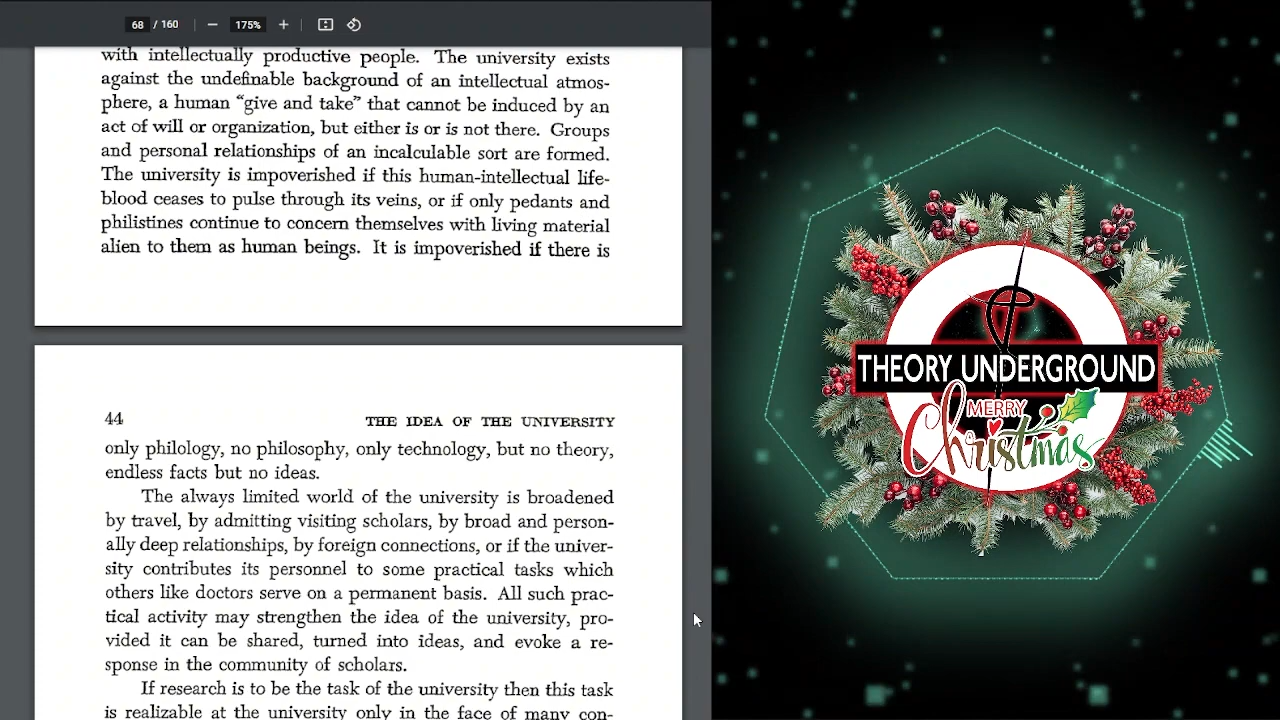 68 / 160
175%
with intellectually productive people. The university exists
against the undefinable background of an intellectual atmos-
phere, a human “give and take” that cannot be induced by an
act of will or organization, but either is or is not there. Groups
and personal relationships of an incalculable sort are formed.
The university is impoverished if this human-intellectual life-
blood ceases to pulse through its veins, or if only pedants and
philistines continue to concern themselves with living material
alien to them as human beings. It is impoverished if there is
44 THE IDEA OF THE UNIVERSITY
only philology, no philosophy, only technology, but no theory,
endless facts but no ideas.
The always limited world of the university is broadened
by travel, by admitting visiting scholars, by broad and person-
ally deep relationships, by foreign connections, or if the univer-
sity contributes its personnel to some practical tasks which
others like doctors serve on a permanent basis. All such prac-
tical activity may strengthen the idea of the university, pro-
vided it can be shared, turned into ideas, and evoke a re-
sponse in the community of scholars.
If research is to be the task of the university then this task
is realizable at the university only in the face of many con-
THEORY UNDERGROUND
MERRY
Christmas